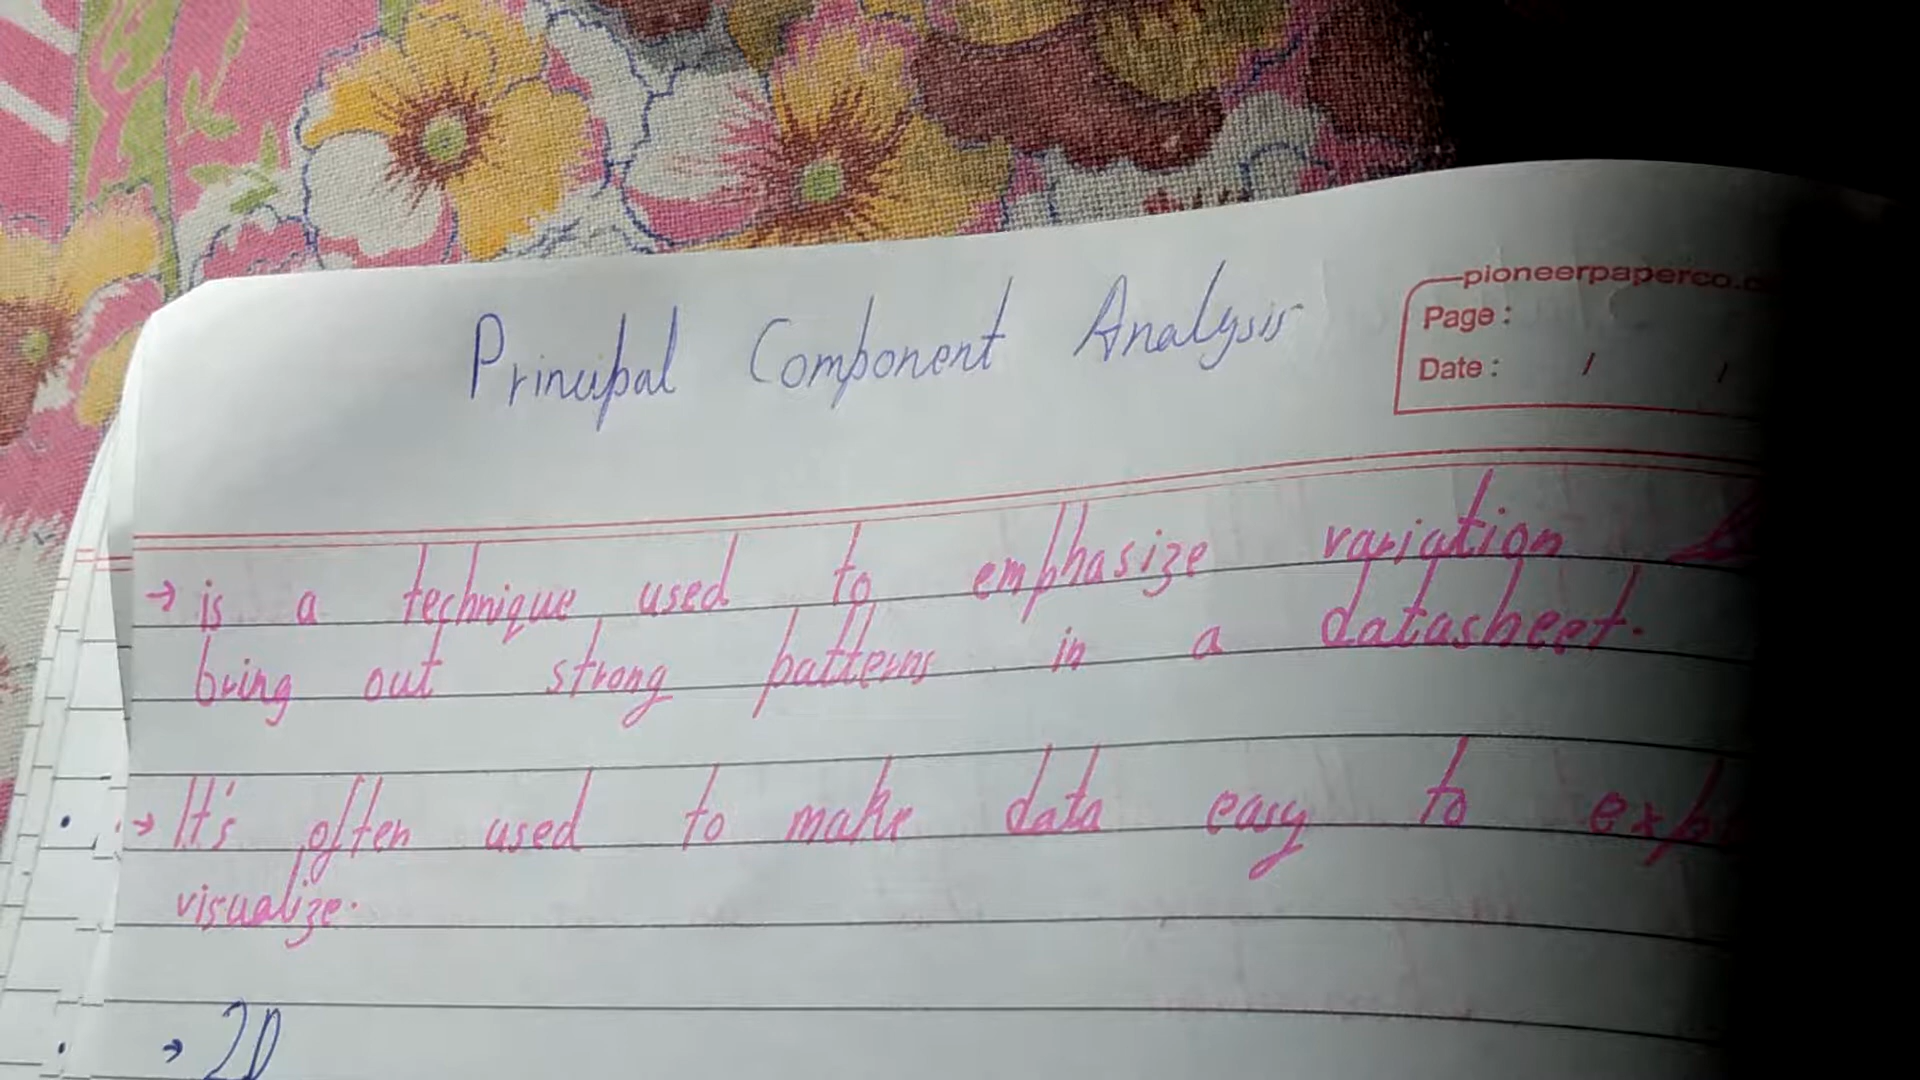 Principal Component Analysis
pioneerpaperco.
Page :
Date : / /
→ is a technique used to emphasize variation &
bring out strong patterns in a datasheet.
→ It's often used to make data easy to
visualize.
→ 2D